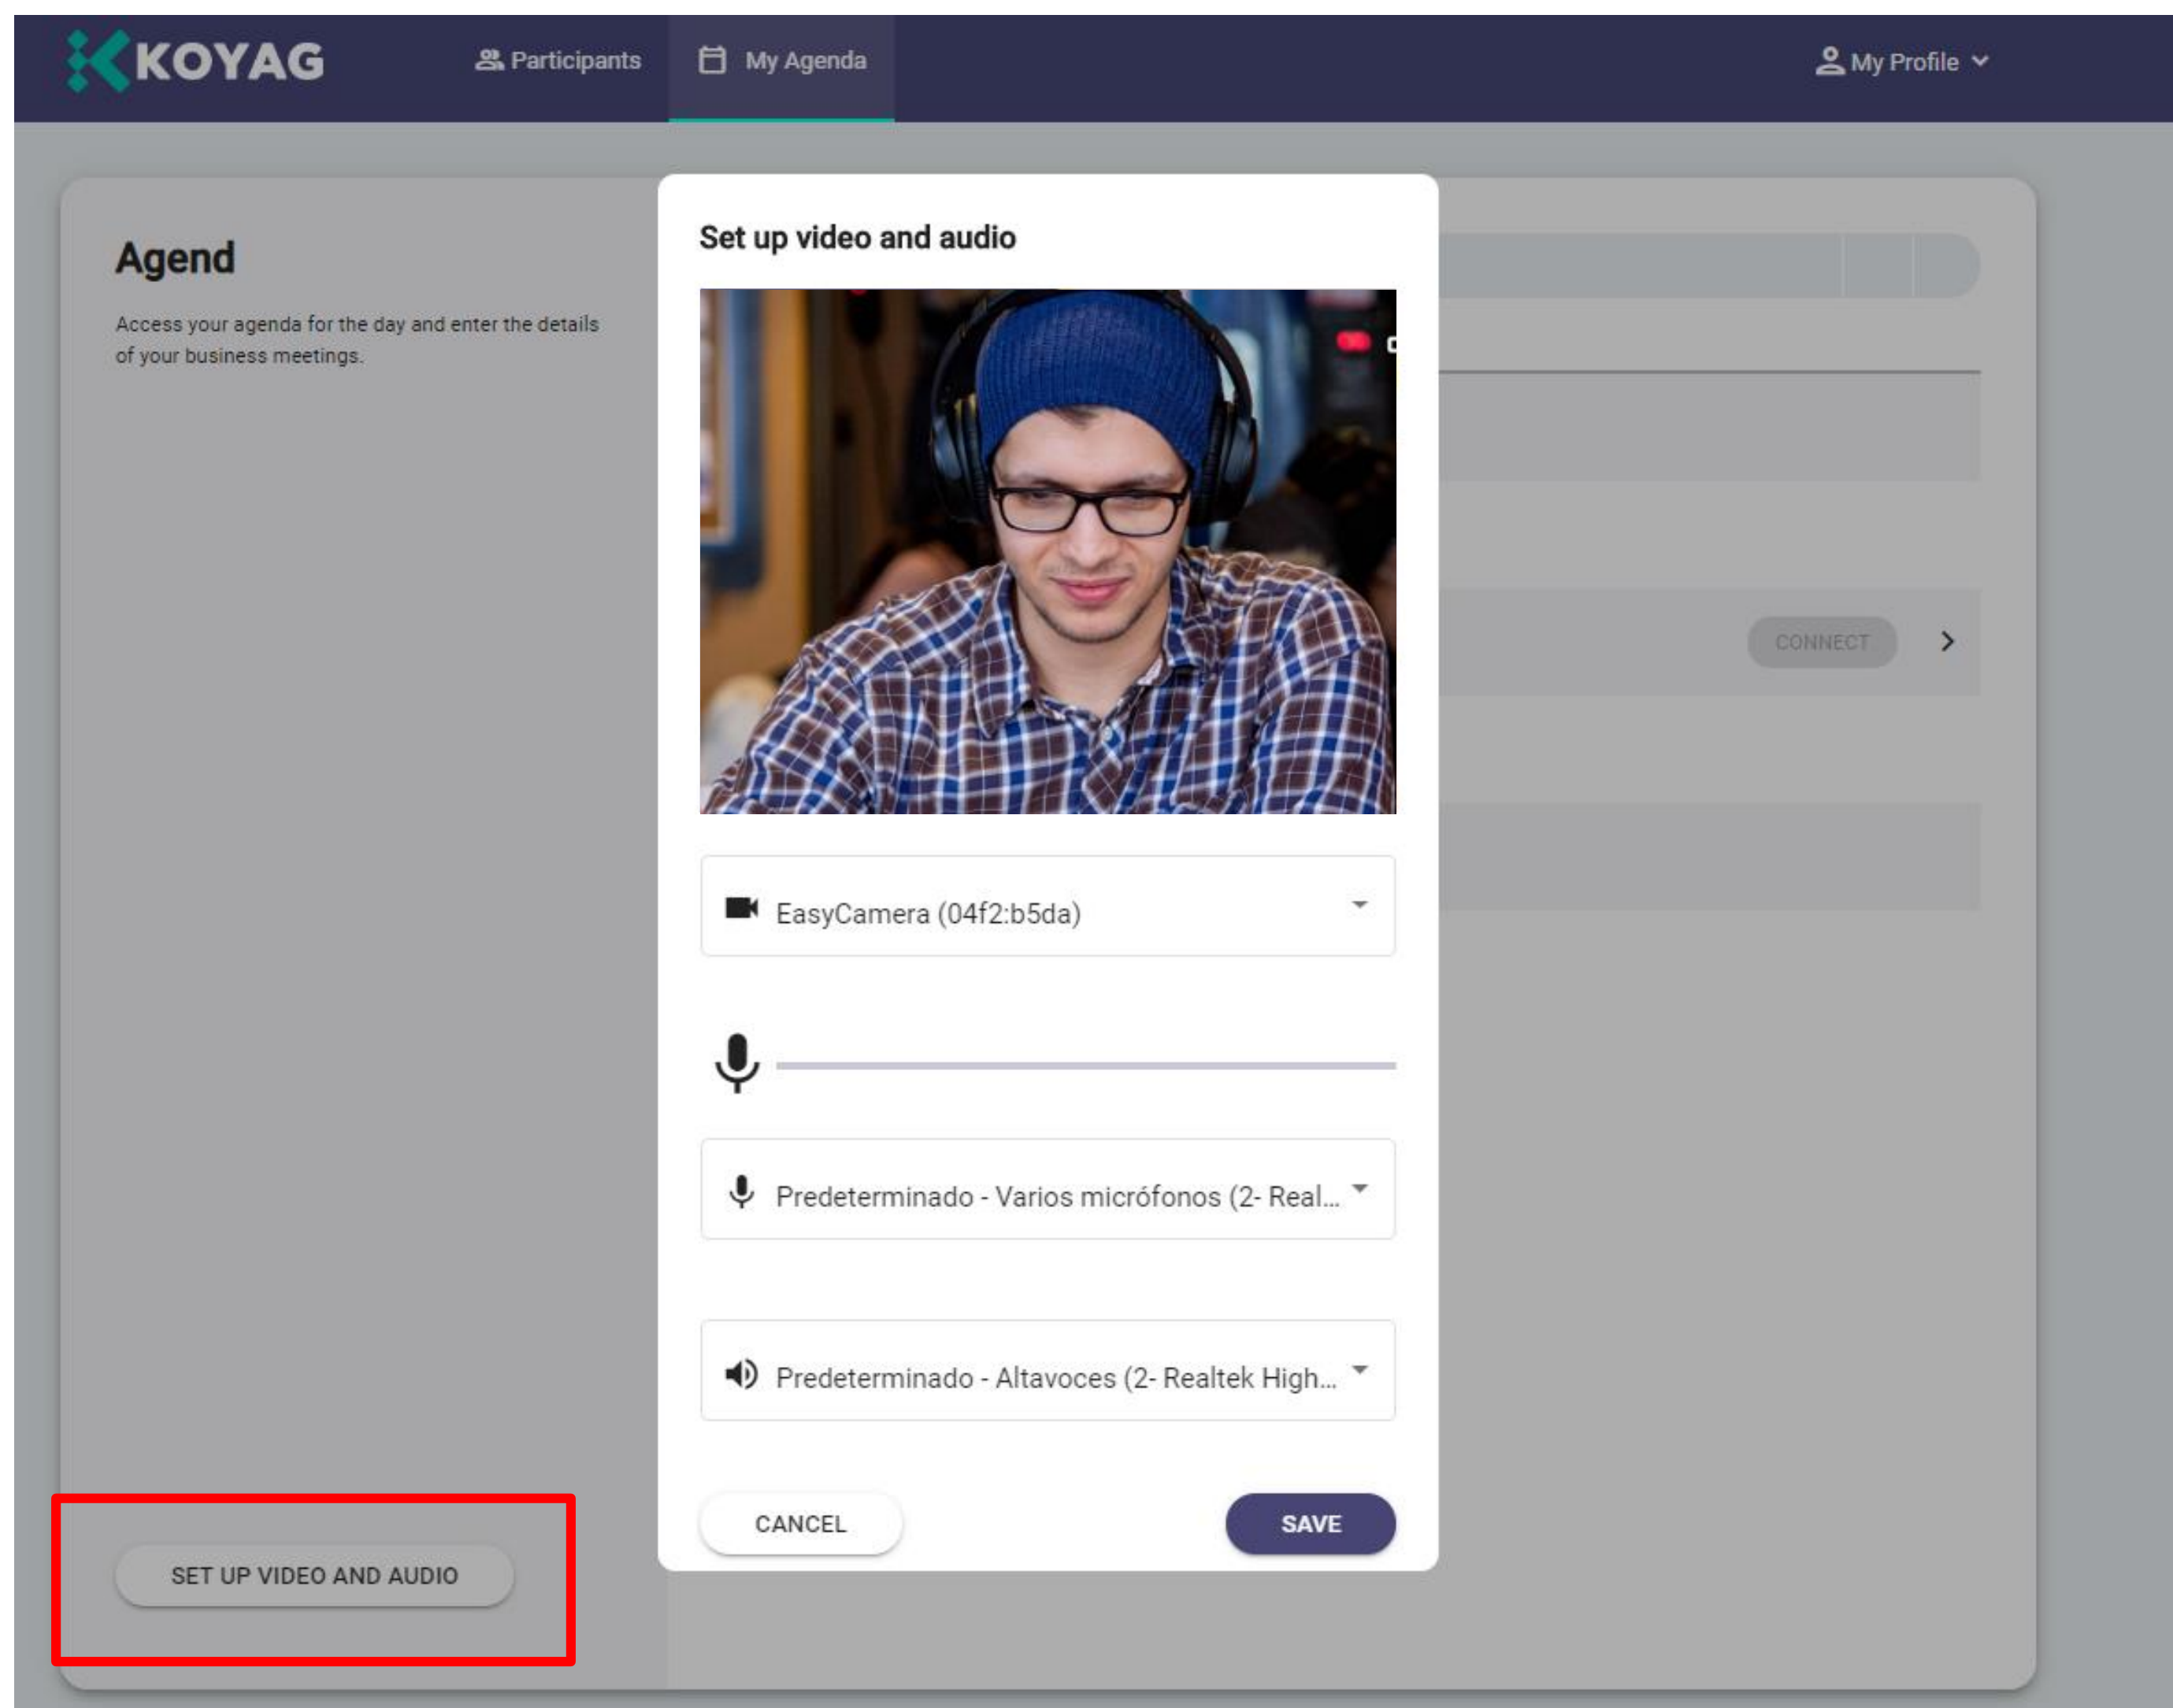 KOYAG
Participants
My Agenda
My Profile
Agend
Access your agenda for the day and enter the details
of your business meetings.
Set up video and audio
CONNECT
EasyCamera (04f2:b5da)
Predeterminado - Varios micrófonos (2- Real...
Predeterminado - Altavoces (2- Realtek High...
CANCEL
SAVE
SET UP VIDEO AND AUDIO